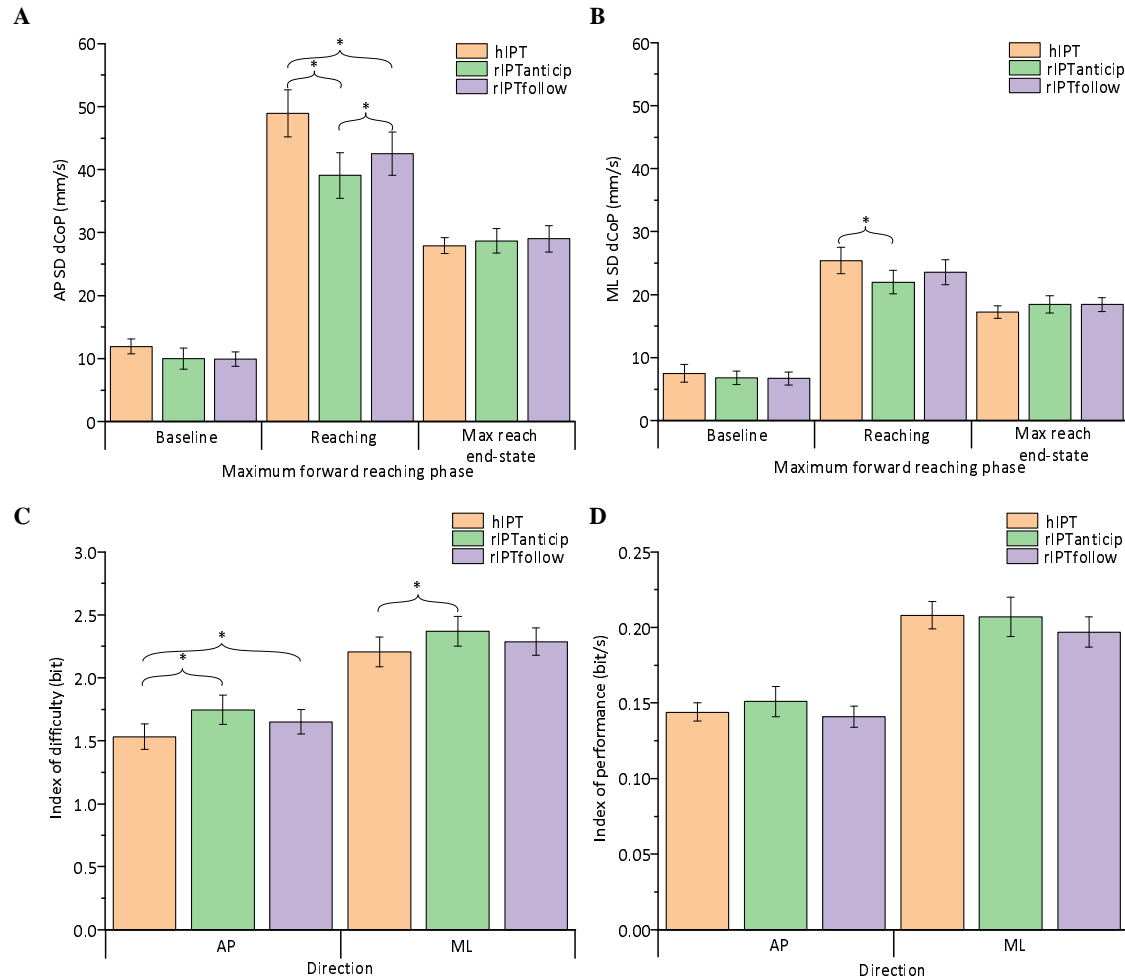 A
60
50
40
30
20
10
0
AP SD dCoP (mm/s)
hIPT
rIPTanticip
rIPTfollow
*
*
*
Baseline
Reaching
Max reach
end-state
Maximum forward reaching phase
B
60
50
40
30
20
10
0
ML SD dCoP (mm/s)
hIPT
rIPTanticip
rIPTfollow
*
Baseline
Reaching
Max reach
end-state
Maximum forward reaching phase
C
3.0
2.5
2.0
1.5
1.0
0.5
0.0
Index of difficulty (bit)
hIPT
rIPTanticip
rIPTfollow
*
*
*
AP
ML
Direction
D
0.25
0.20
0.15
0.10
0.05
0.00
Index of performance (bit/s)
hIPT
rIPTanticip
rIPTfollow
AP
ML
Direction